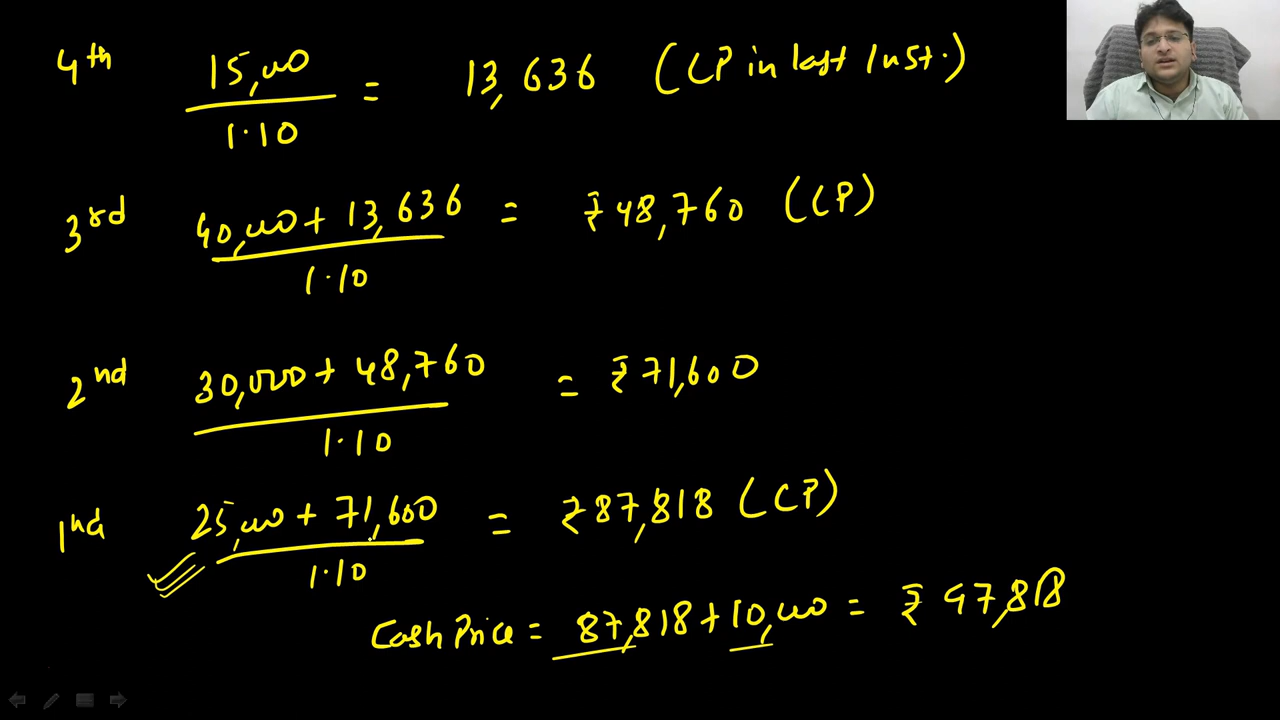 4th 15,000 / 1.10 = 13,636 (CP in last Inst.)
3rd 40,000 + 13,636 / 1.10 = ₹48,760 (CP)
2nd 30,000 + 48,760 / 1.10 = ₹71,600
1nd 25,000 + 71,600 / 1.10 = ₹87,818 (CP)
Cash Price = 87,818 + 10,000 = ₹97,818